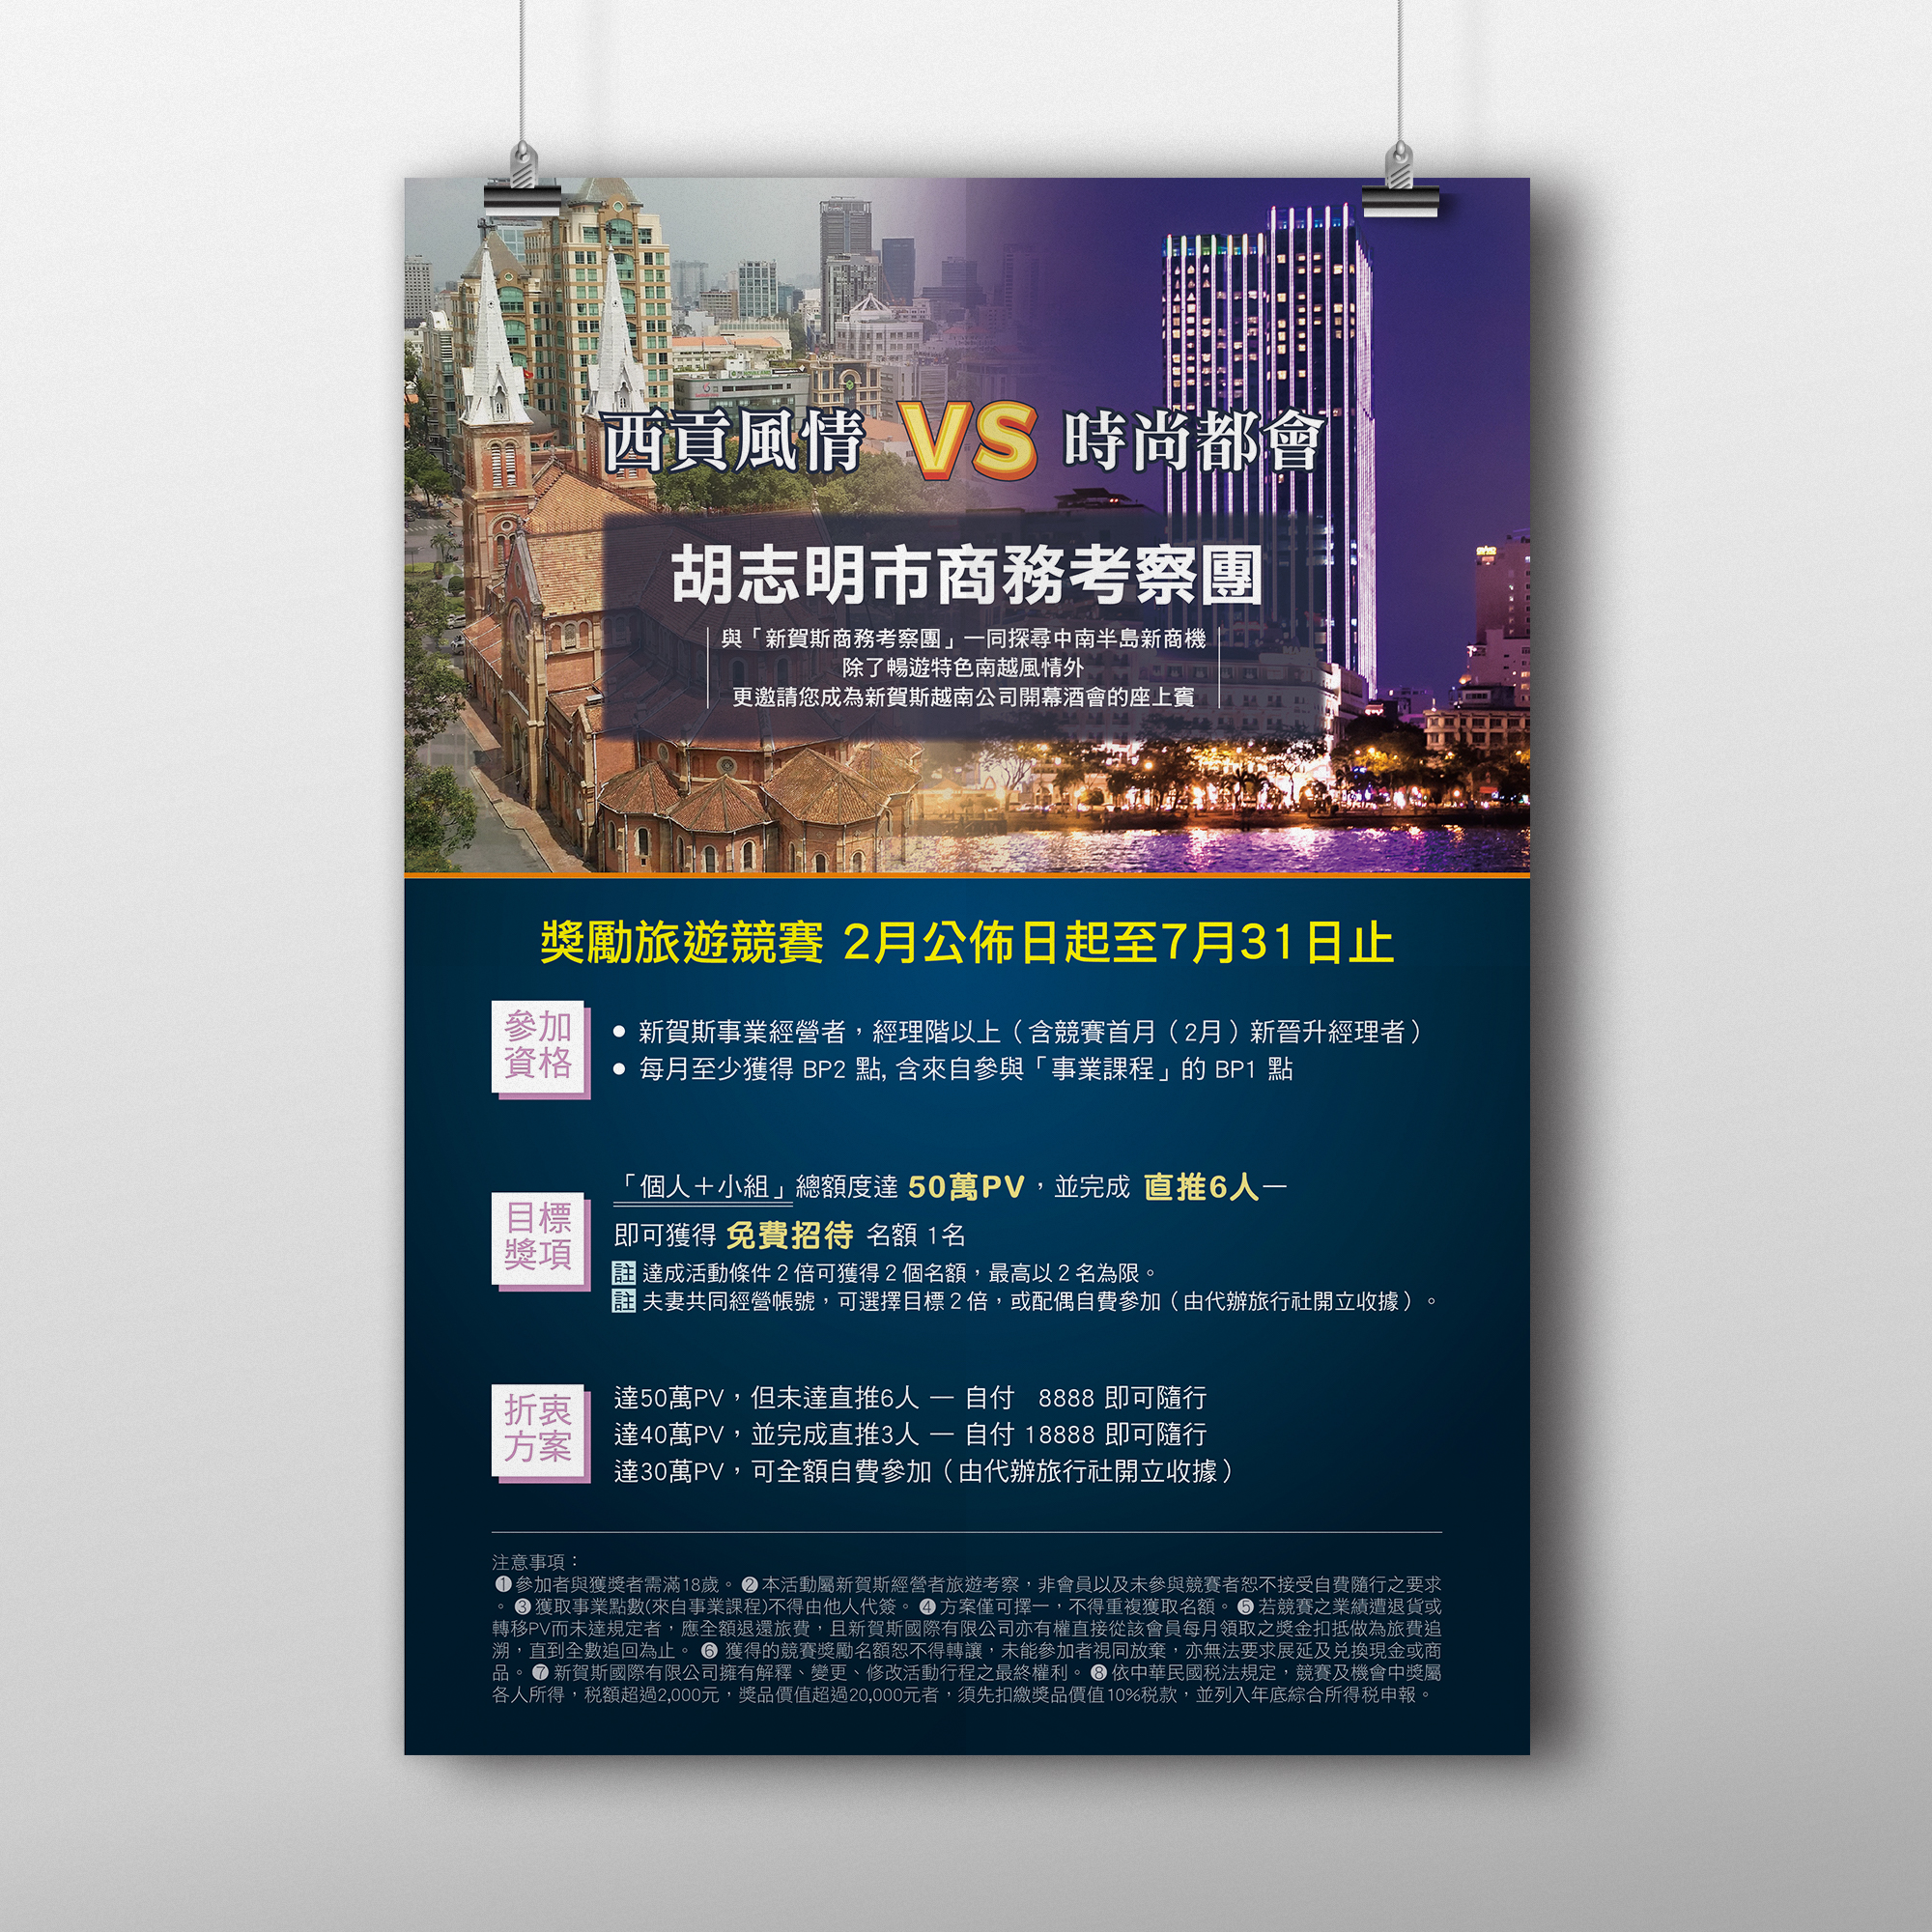 西貢風情 VS 時尚都會
胡志明市商務考察團
與「新賀斯商務考察團」一同探尋中南半島新商機
除了暢遊特色南越風情外
更邀請您成為新賀斯越南公司開幕酒會的座上賓
獎勵旅遊競賽 2月公佈日起至7月31日止
參加
資格
● 新賀斯事業經營者，經理階以上（含競賽首月（2月）新晉升經理者）
● 每月至少獲得 BP2 點, 含來自參與「事業課程」的 BP1 點
目標
獎項
「個人＋小組」總額度達 50萬PV，並完成 直推6人—
即可獲得 免費招待 名額 1名
註 達成活動條件2倍可獲得2個名額，最高以2名為限。
註 夫妻共同經營帳號，可選擇目標2倍，或配偶自費參加（由代辦旅行社開立收據）。
折衷
方案
達50萬PV，但未達直推6人 — 自付 8888 即可隨行
達40萬PV，並完成直推3人 — 自付 18888 即可隨行
達30萬PV，可全額自費參加（由代辦旅行社開立收據）
注意事項：
❶參加者與獲獎者需滿18歲。❷本活動屬新賀斯經營者旅遊考察，非會員以及未參與競賽者恕不接受自費隨行之要求
。❸獲取事業點數(來自事業課程)不得由他人代簽。❹方案僅可擇一，不得重複獲取名額。❺若競賽之業績遭退貨或
轉移PV而未達規定者，應全額退還旅費，且新賀斯國際有限公司亦有權直接從該會員每月領取之獎金扣抵做為旅費追
溯，直到全數追回為止。❻獲得的競賽獎勵名額恕不得轉讓，未能參加者視同放棄，亦無法要求展延及兌換現金或商
品。❼新賀斯國際有限公司擁有解釋、變更、修改活動行程之最終權利。❽依中華民國稅法規定，競賽及機會中獎屬
各人所得，稅額超過2,000元，獎品價值超過20,000元者，須先扣繳獎品價值10%稅款，並列入年底綜合所得稅申報。